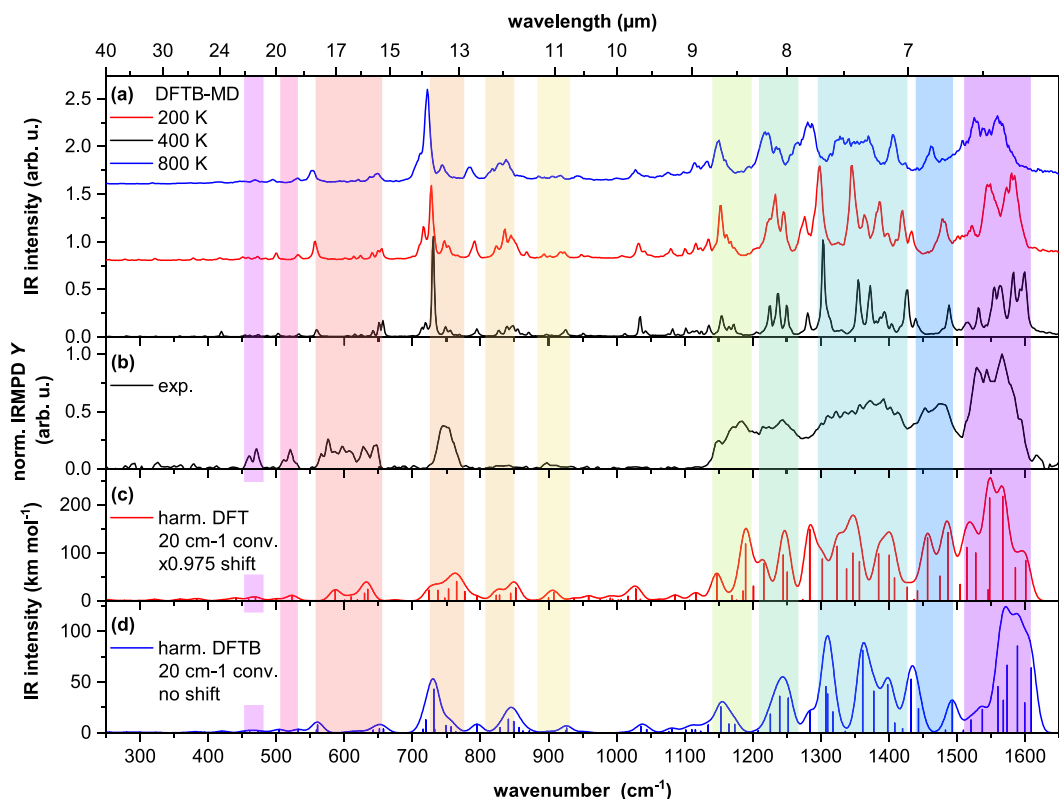 wavelength (µm)
40 28 24 20 17 15 13 11 10 9 8 7
(a) DFTB-MD
200 K
400 K
800 K
IR intensity (arb. u.)
2.5
2.0
1.5
1.0
0.5
0.0
(b)
exp.
norm. IRMPD Y
(arb. u.)
1.0
0.5
0.0
(c)
harm. DFT
20 cm-1 conv.
x0.975 shift
200
100
0
IR intensity (km mol⁻¹)
(d)
harm. DFTB
20 cm-1 conv.
no shift
100
50
0
300 400 500 600 700 800 900 1000 1100 1200 1300 1400 1500 1600
wavenumber (cm⁻¹)